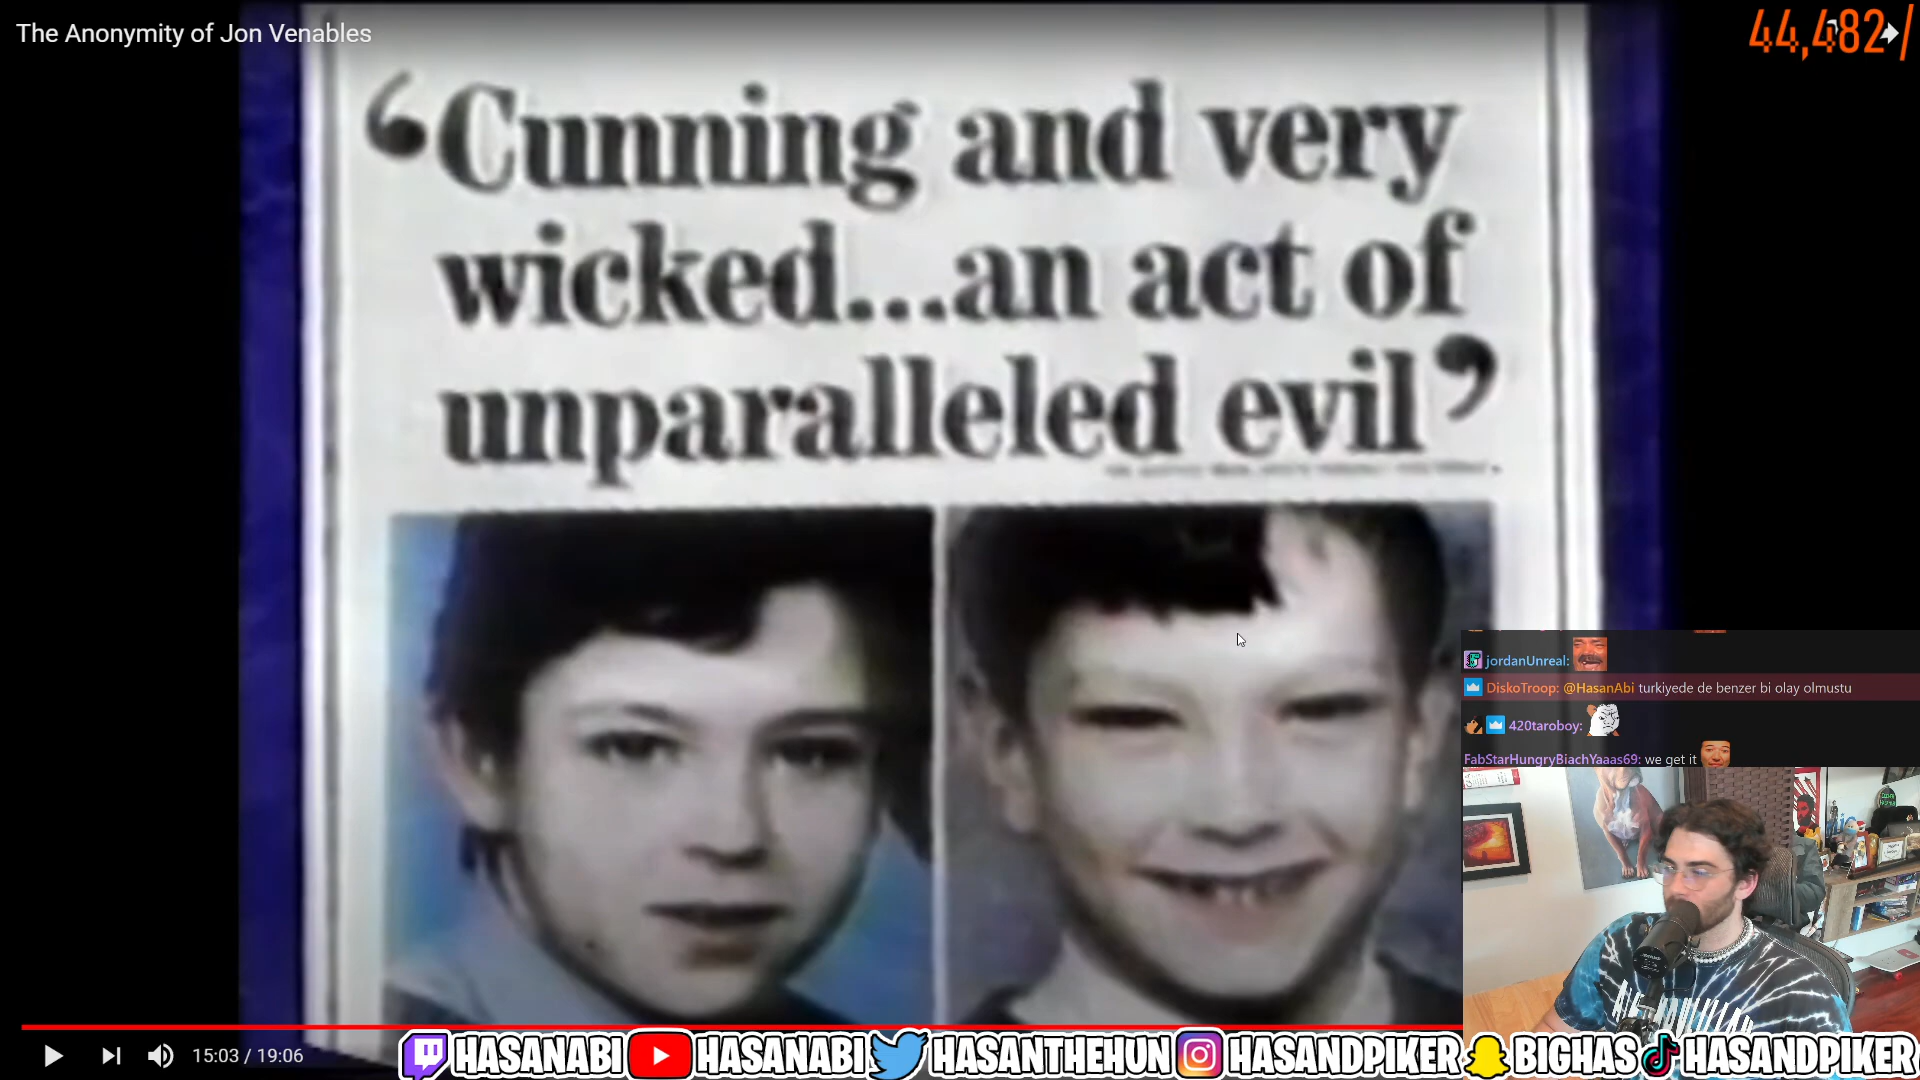 The Anonymity of Jon Venables
44,482/
‘Cunning and very
wicked...an act of
unparalleled evil’
jordanUnreal:
DiskoTroop: @HasanAbi turkiyede de benzer bi olay olmustu
420taroboy:
FabStarHungryBiachYaaas69: we get it
15:03 / 19:06
HASANABI HASANABI HASANTHEHUN HASANDPIKER BIGHAS HASANDPIKER